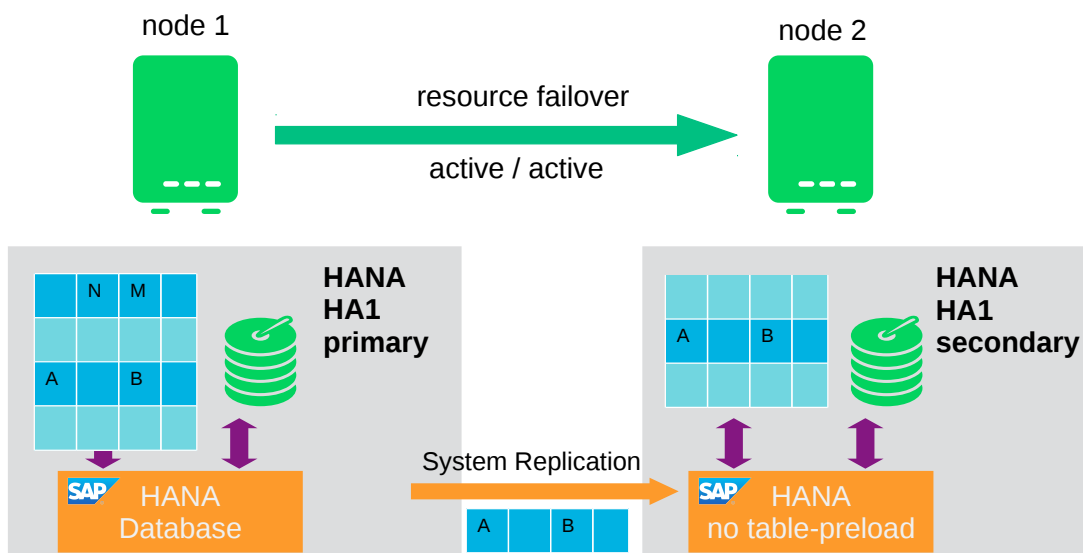 node 1
node 2
resource failover
active / active
N M
HANA
HA1
primary
A B
A B
HANA
HA1
secondary
System Replication
SAP
HANA
Database
A B
SAP
HANA
no table-preload